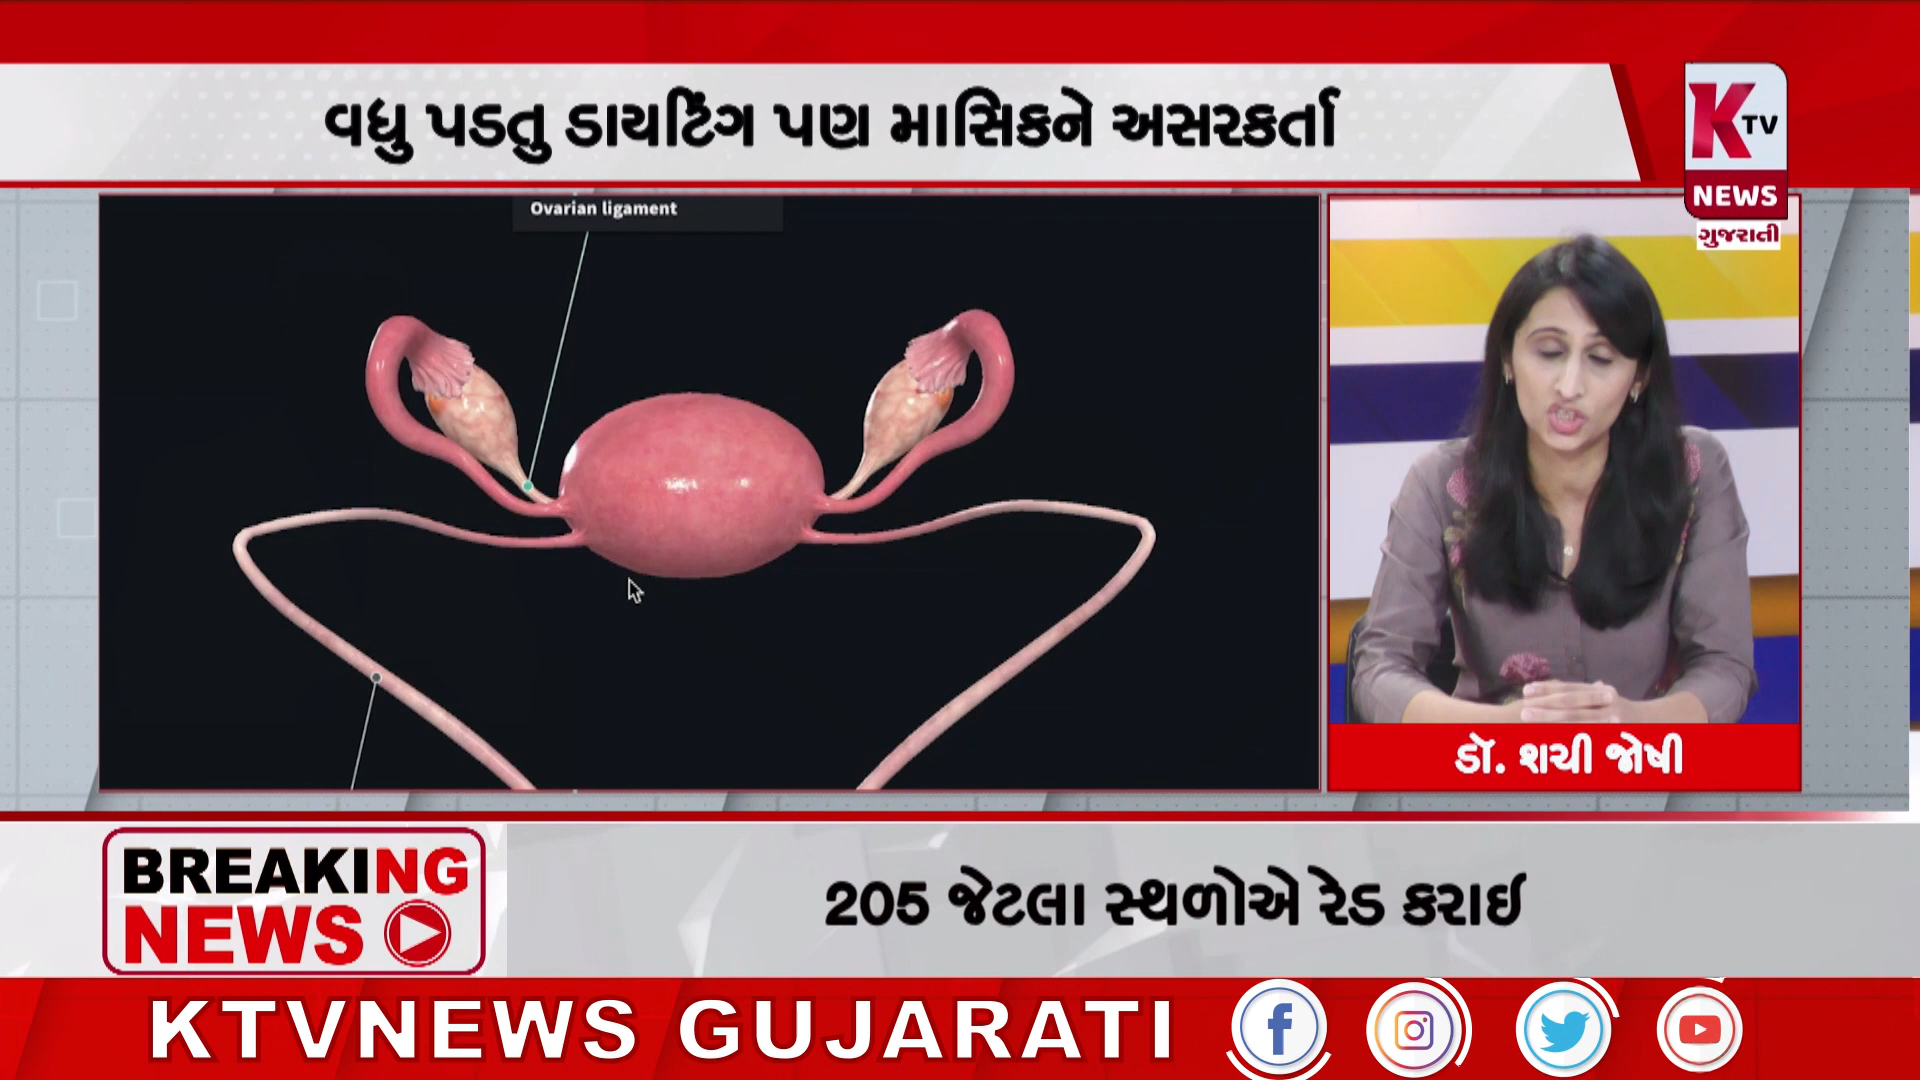 વધુ પડતુ ડાયટિંગ પણ માસિકને અસરકર્તા
K TV
NEWS
ગુજરાતી
Ovarian ligament
ડૉ. શચી જોષી
BREAKING
NEWS
205 જેટલા સ્થળોએ રેડ કરાઈ
KTVNEWS GUJARATI